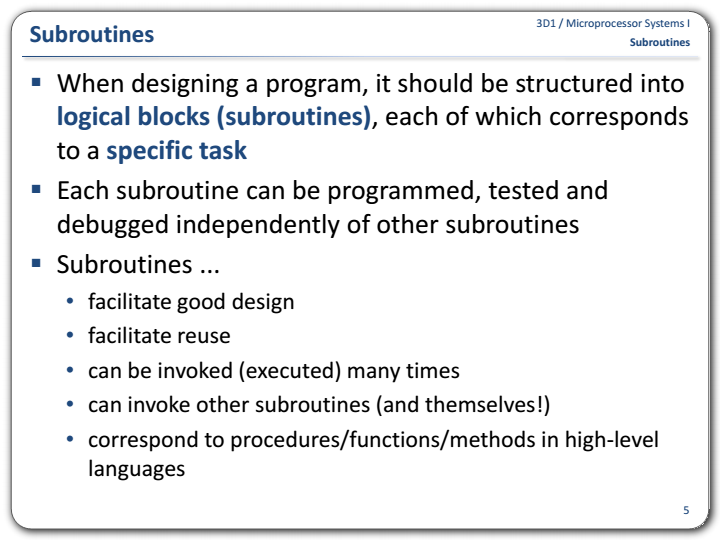 Subroutines
3D1 / Microprocessor Systems I
Subroutines
When designing a program, it should be structured into
logical blocks (subroutines), each of which corresponds
to a specific task
Each subroutine can be programmed, tested and
debugged independently of other subroutines
Subroutines ...
facilitate good design
facilitate reuse
can be invoked (executed) many times
can invoke other subroutines (and themselves!)
correspond to procedures/functions/methods in high-level
languages
5